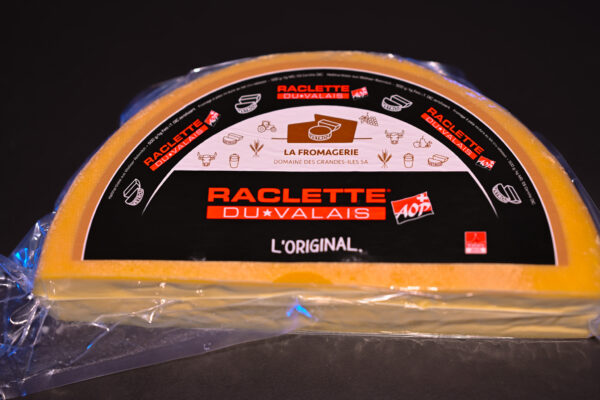 RACLETTE
DU★VALAIS
AOP
RACLETTE
DU★VALAIS
AOP
RACLETTE
DU★VALAIS
AOP
LA FROMAGERIE
DOMAINE DES GRANDES-ILES SA
RACLETTE®
DU★VALAIS
AOP
L'ORIGINAL.